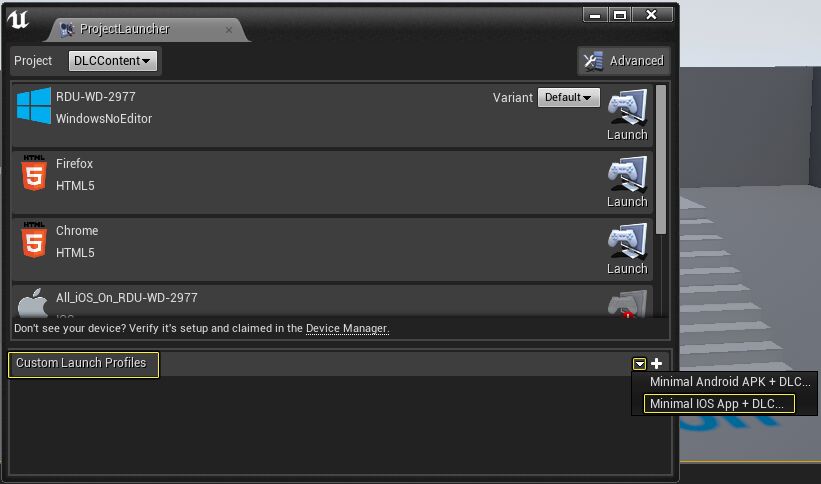 ProjectLauncher
Project DLCContent Advanced
RDU-WD-2977
WindowsNoEditor
Variant Default
Launch
HTML
5
Firefox
HTML5
Launch
HTML
5
Chrome
HTML5
Launch
All_iOS_On_RDU-WD-2977
IOS
Don't see your device? Verify it's setup and claimed in the Device Manager.
Custom Launch Profiles
Minimal Android APK + DLC...
Minimal IOS App + DLC...